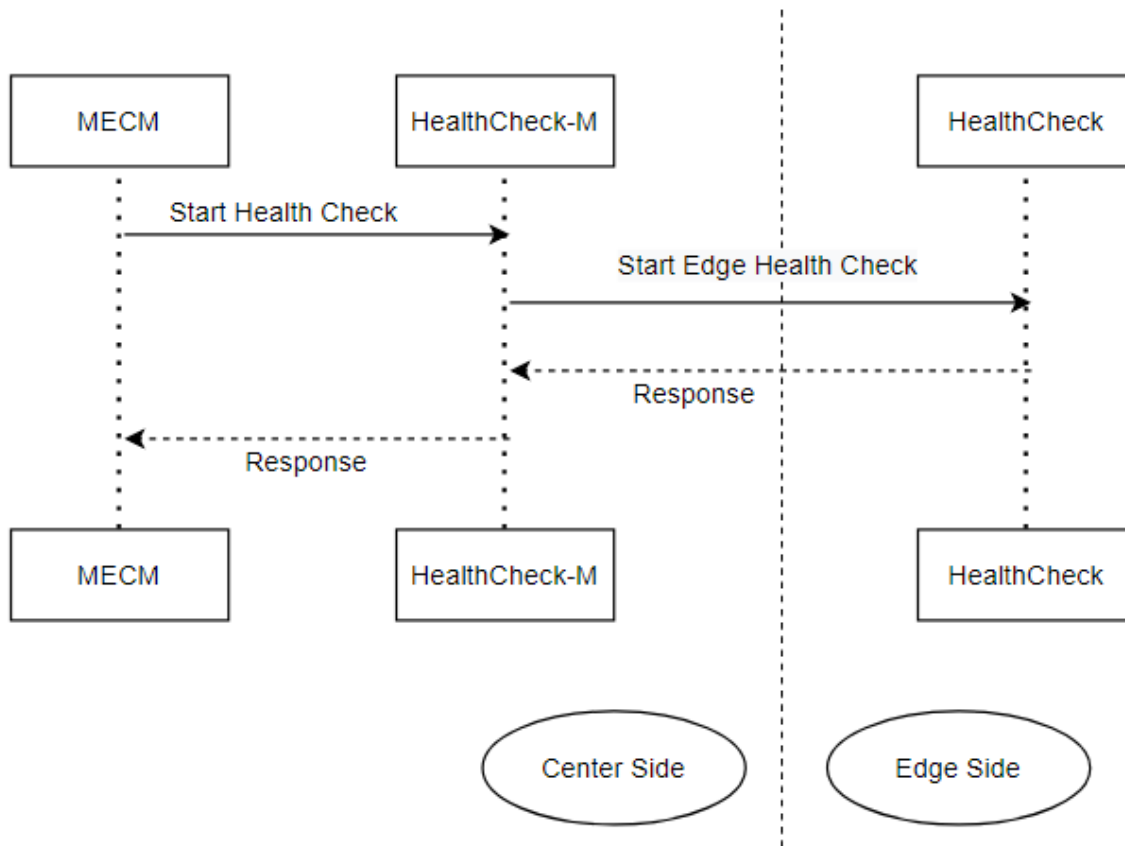 MECM
HealthCheck-M
HealthCheck
Start Health Check
Start Edge Health Check
Response
Response
MECM
HealthCheck-M
HealthCheck
Center Side
Edge Side